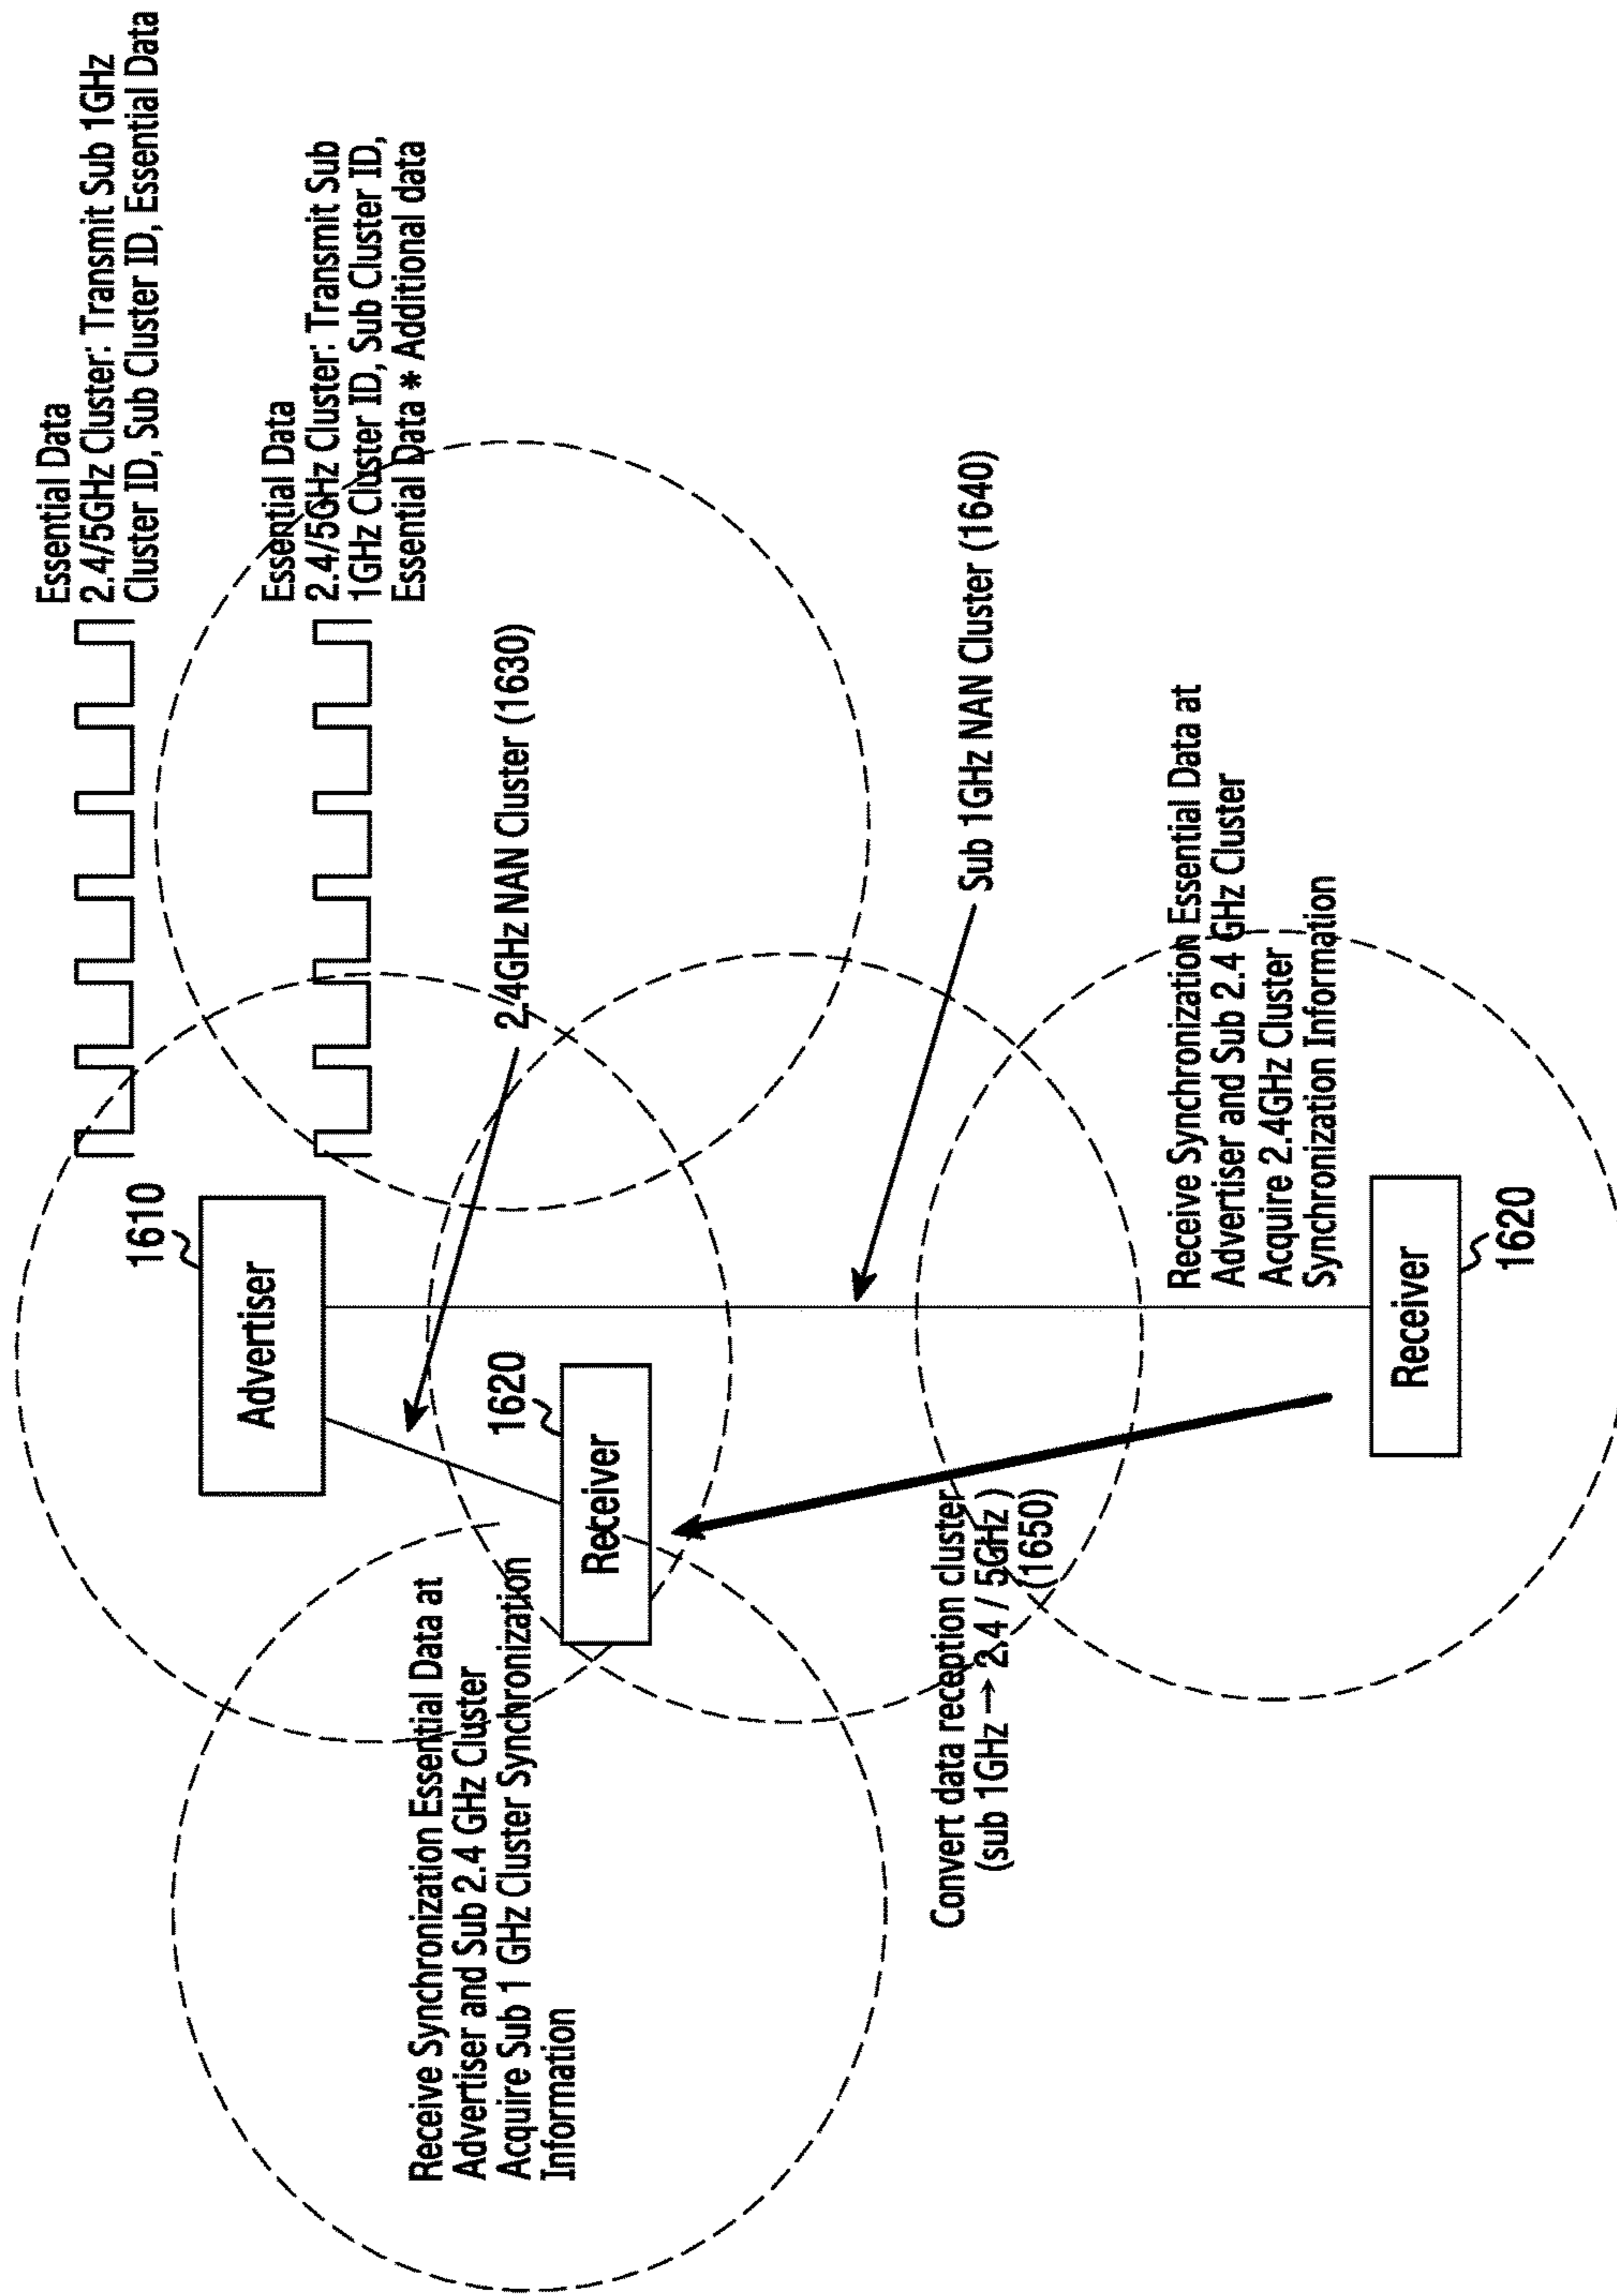 Essential Data
2.4/5GHz Cluster: Transmit Sub 1GHz
Cluster ID, Sub Cluster ID, Essential Data
Essential Data
2.4/5GHz Cluster: Transmit Sub
1GHz Cluster ID, Sub Cluster ID,
Essential Data * Additional data
1610
Advertiser
2.4GHz NAN Cluster (1630)
1620
Receiver
Receive Synchronization Essential Data at
Advertiser and Sub 2.4 GHz Cluster
Acquire Sub 1 GHz Cluster Synchronization
Information
Sub 1GHz NAN Cluster (1640)
Convert data reception cluster
(sub 1GHz → 2.4 / 5GHz )
(1650)
Receive Synchronization Essential Data at
Advertiser and Sub 2.4 GHz Cluster
Acquire 2.4GHz Cluster
Synchronization Information
Receiver
1620